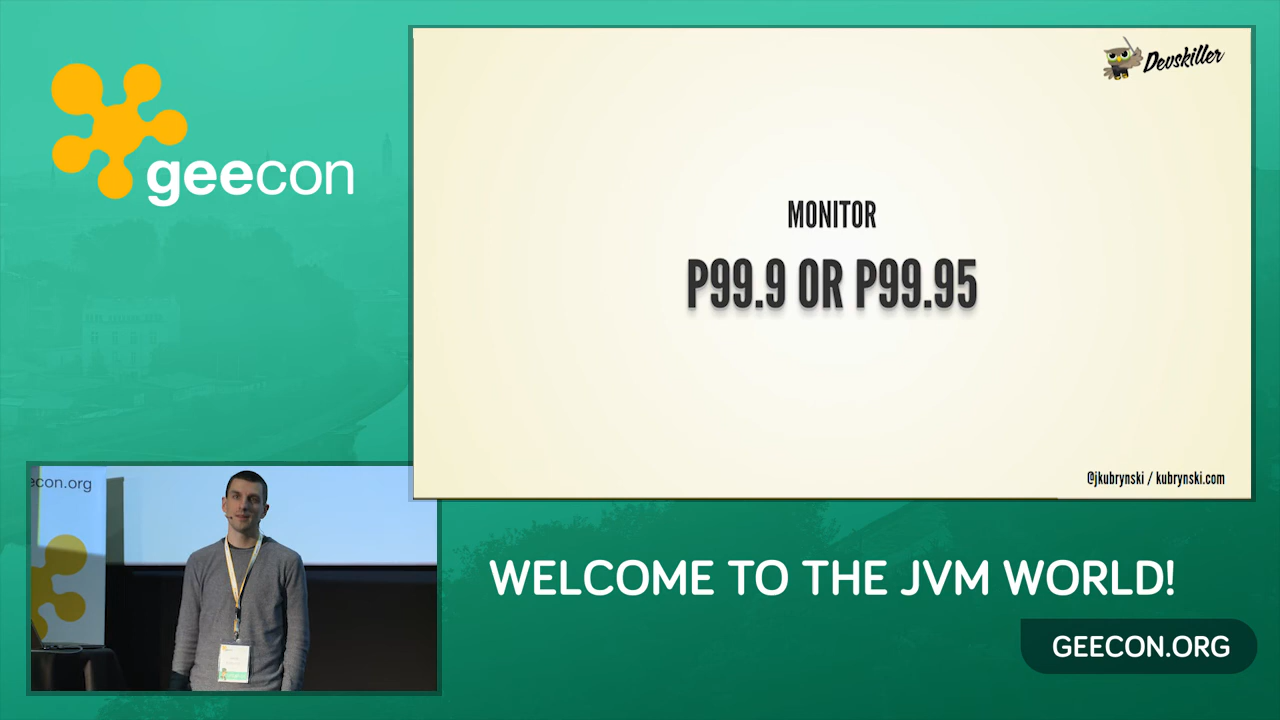 geecon
Devskiller
MONITOR
P99.9 OR P99.95
@jkubrynski / kubrynski.com
econ.org
WELCOME TO THE JVM WORLD!
GEECON.ORG